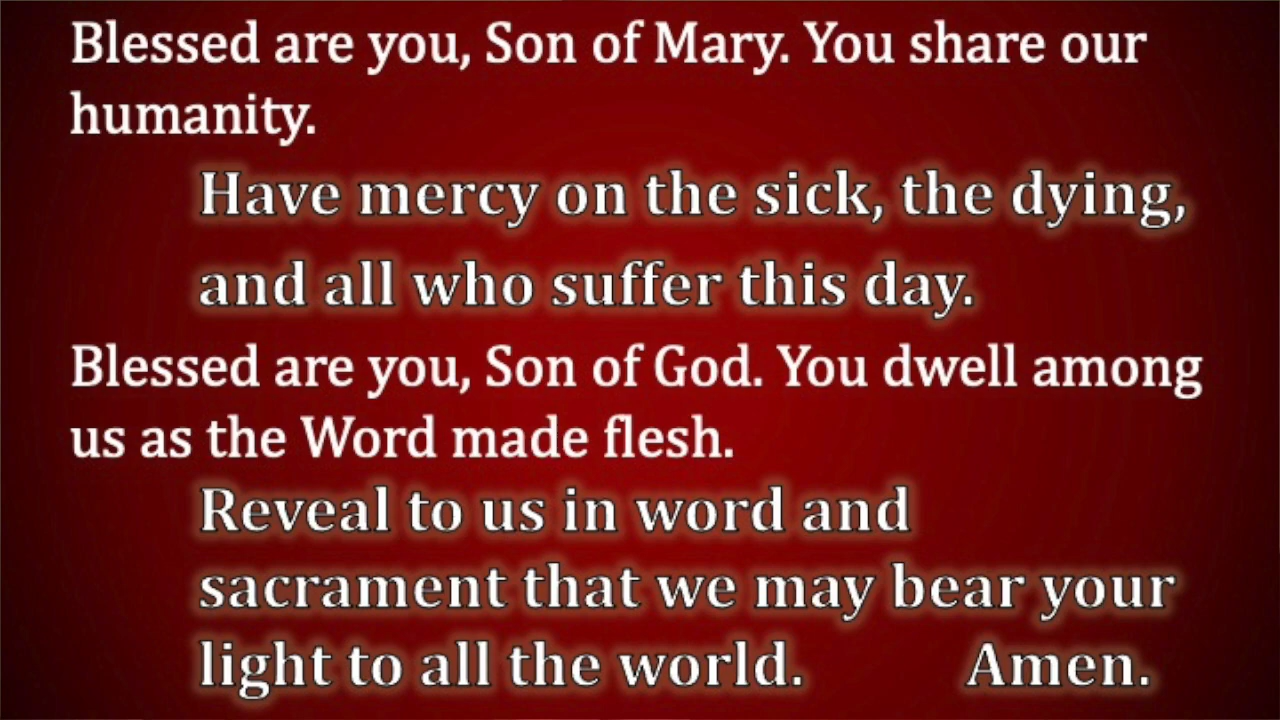 Blessed are you, Son of Mary. You share our
humanity.
Have mercy on the sick, the dying,
and all who suffer this day.
Blessed are you, Son of God. You dwell among
us as the Word made flesh.
Reveal to us in word and
sacrament that we may bear your
light to all the world. Amen.